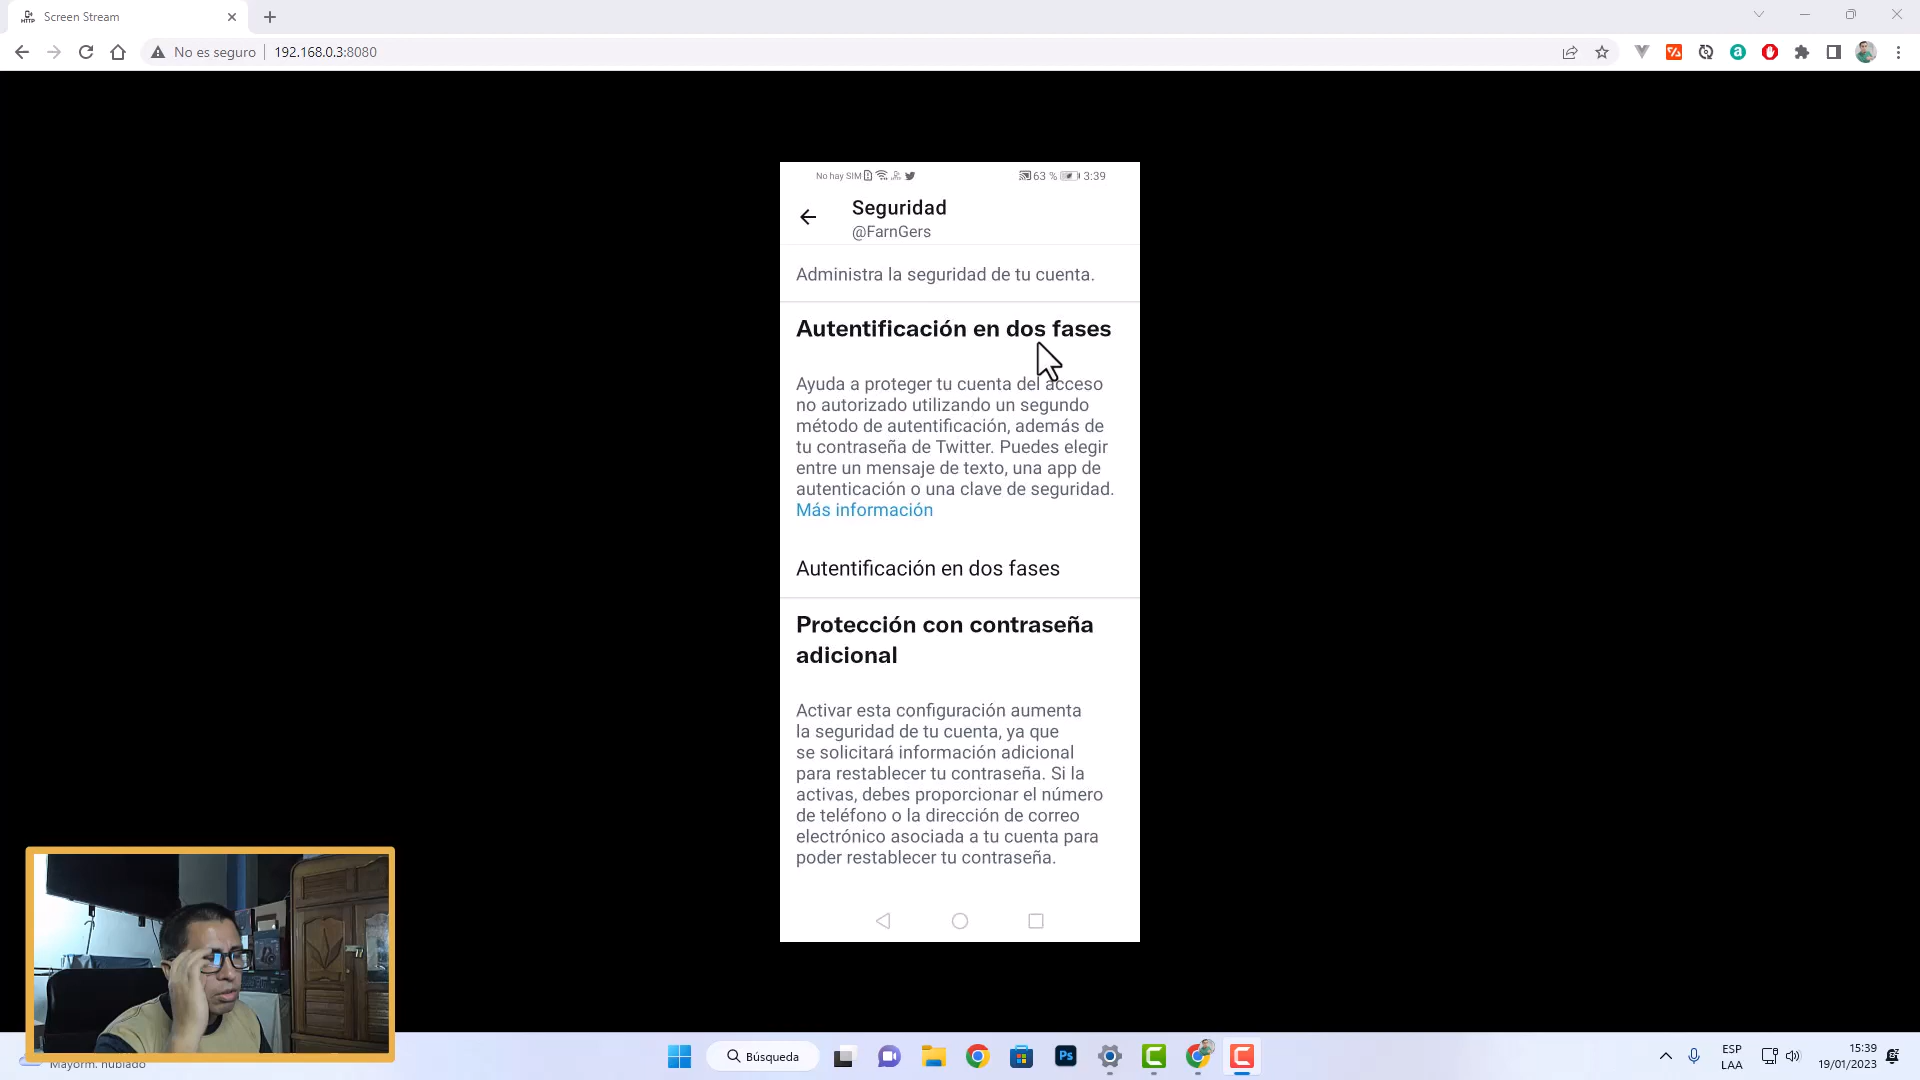 Screen Stream
No es seguro
192.168.0.3:8080
No hay SIM
63 %
3:39
Seguridad
@FarnGers
Administra la seguridad de tu cuenta.
Autentificación en dos fases
Ayuda a proteger tu cuenta del acceso
no autorizado utilizando un segundo
método de autentificación, además de
tu contraseña de Twitter. Puedes elegir
entre un mensaje de texto, una app de
autenticación o una clave de seguridad.
Más información
Autentificación en dos fases
Protección con contraseña
adicional
Activar esta configuración aumenta
la seguridad de tu cuenta, ya que
se solicitará información adicional
para restablecer tu contraseña. Si la
activas, debes proporcionar el número
de teléfono o la dirección de correo
electrónico asociada a tu cuenta para
poder restablecer tu contraseña.
Mayorm. nublado
Búsqueda
Ps
ESP
LAA
15:39
19/01/2023